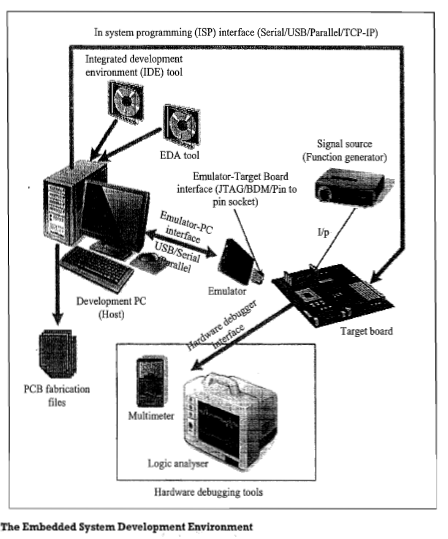 In system programming (ISP) interface (Serial/USB/Parallel/TCP-IP)
Integrated development
environment (IDE) tool
EDA tool
Signal source
(Function generator)
Emulator-Target Board
interface (JTAG/BDM/Pin to
pin socket)
I/p
Emulator-PC
interface
USB/Serial
Parallel
Emulator
Development PC
(Host)
Target board
Hardware debugger
interface
PCB fabrication
files
Multimeter
Logic analyser
Hardware debugging tools
The Embedded System Development Environment